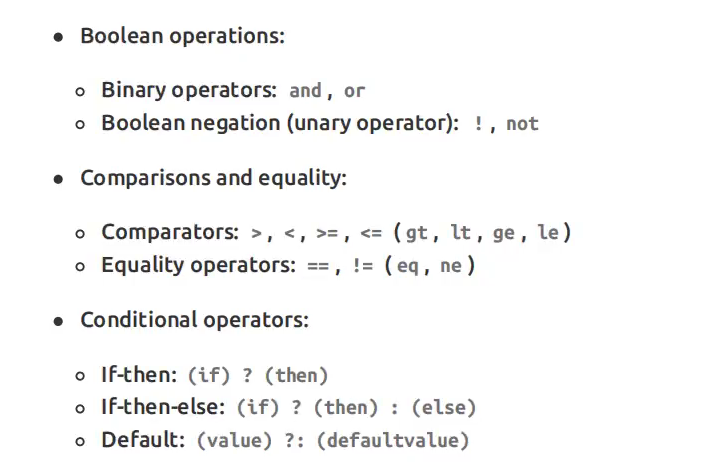 • Boolean operations:
◦ Binary operators: and, or
◦ Boolean negation (unary operator): !, not
• Comparisons and equality:
◦ Comparators: >, <, >=, <= (gt, lt, ge, le)
◦ Equality operators: ==, != (eq, ne)
• Conditional operators:
◦ If-then: (if) ? (then)
◦ If-then-else: (if) ? (then) : (else)
◦ Default: (value) ?: (defaultvalue)